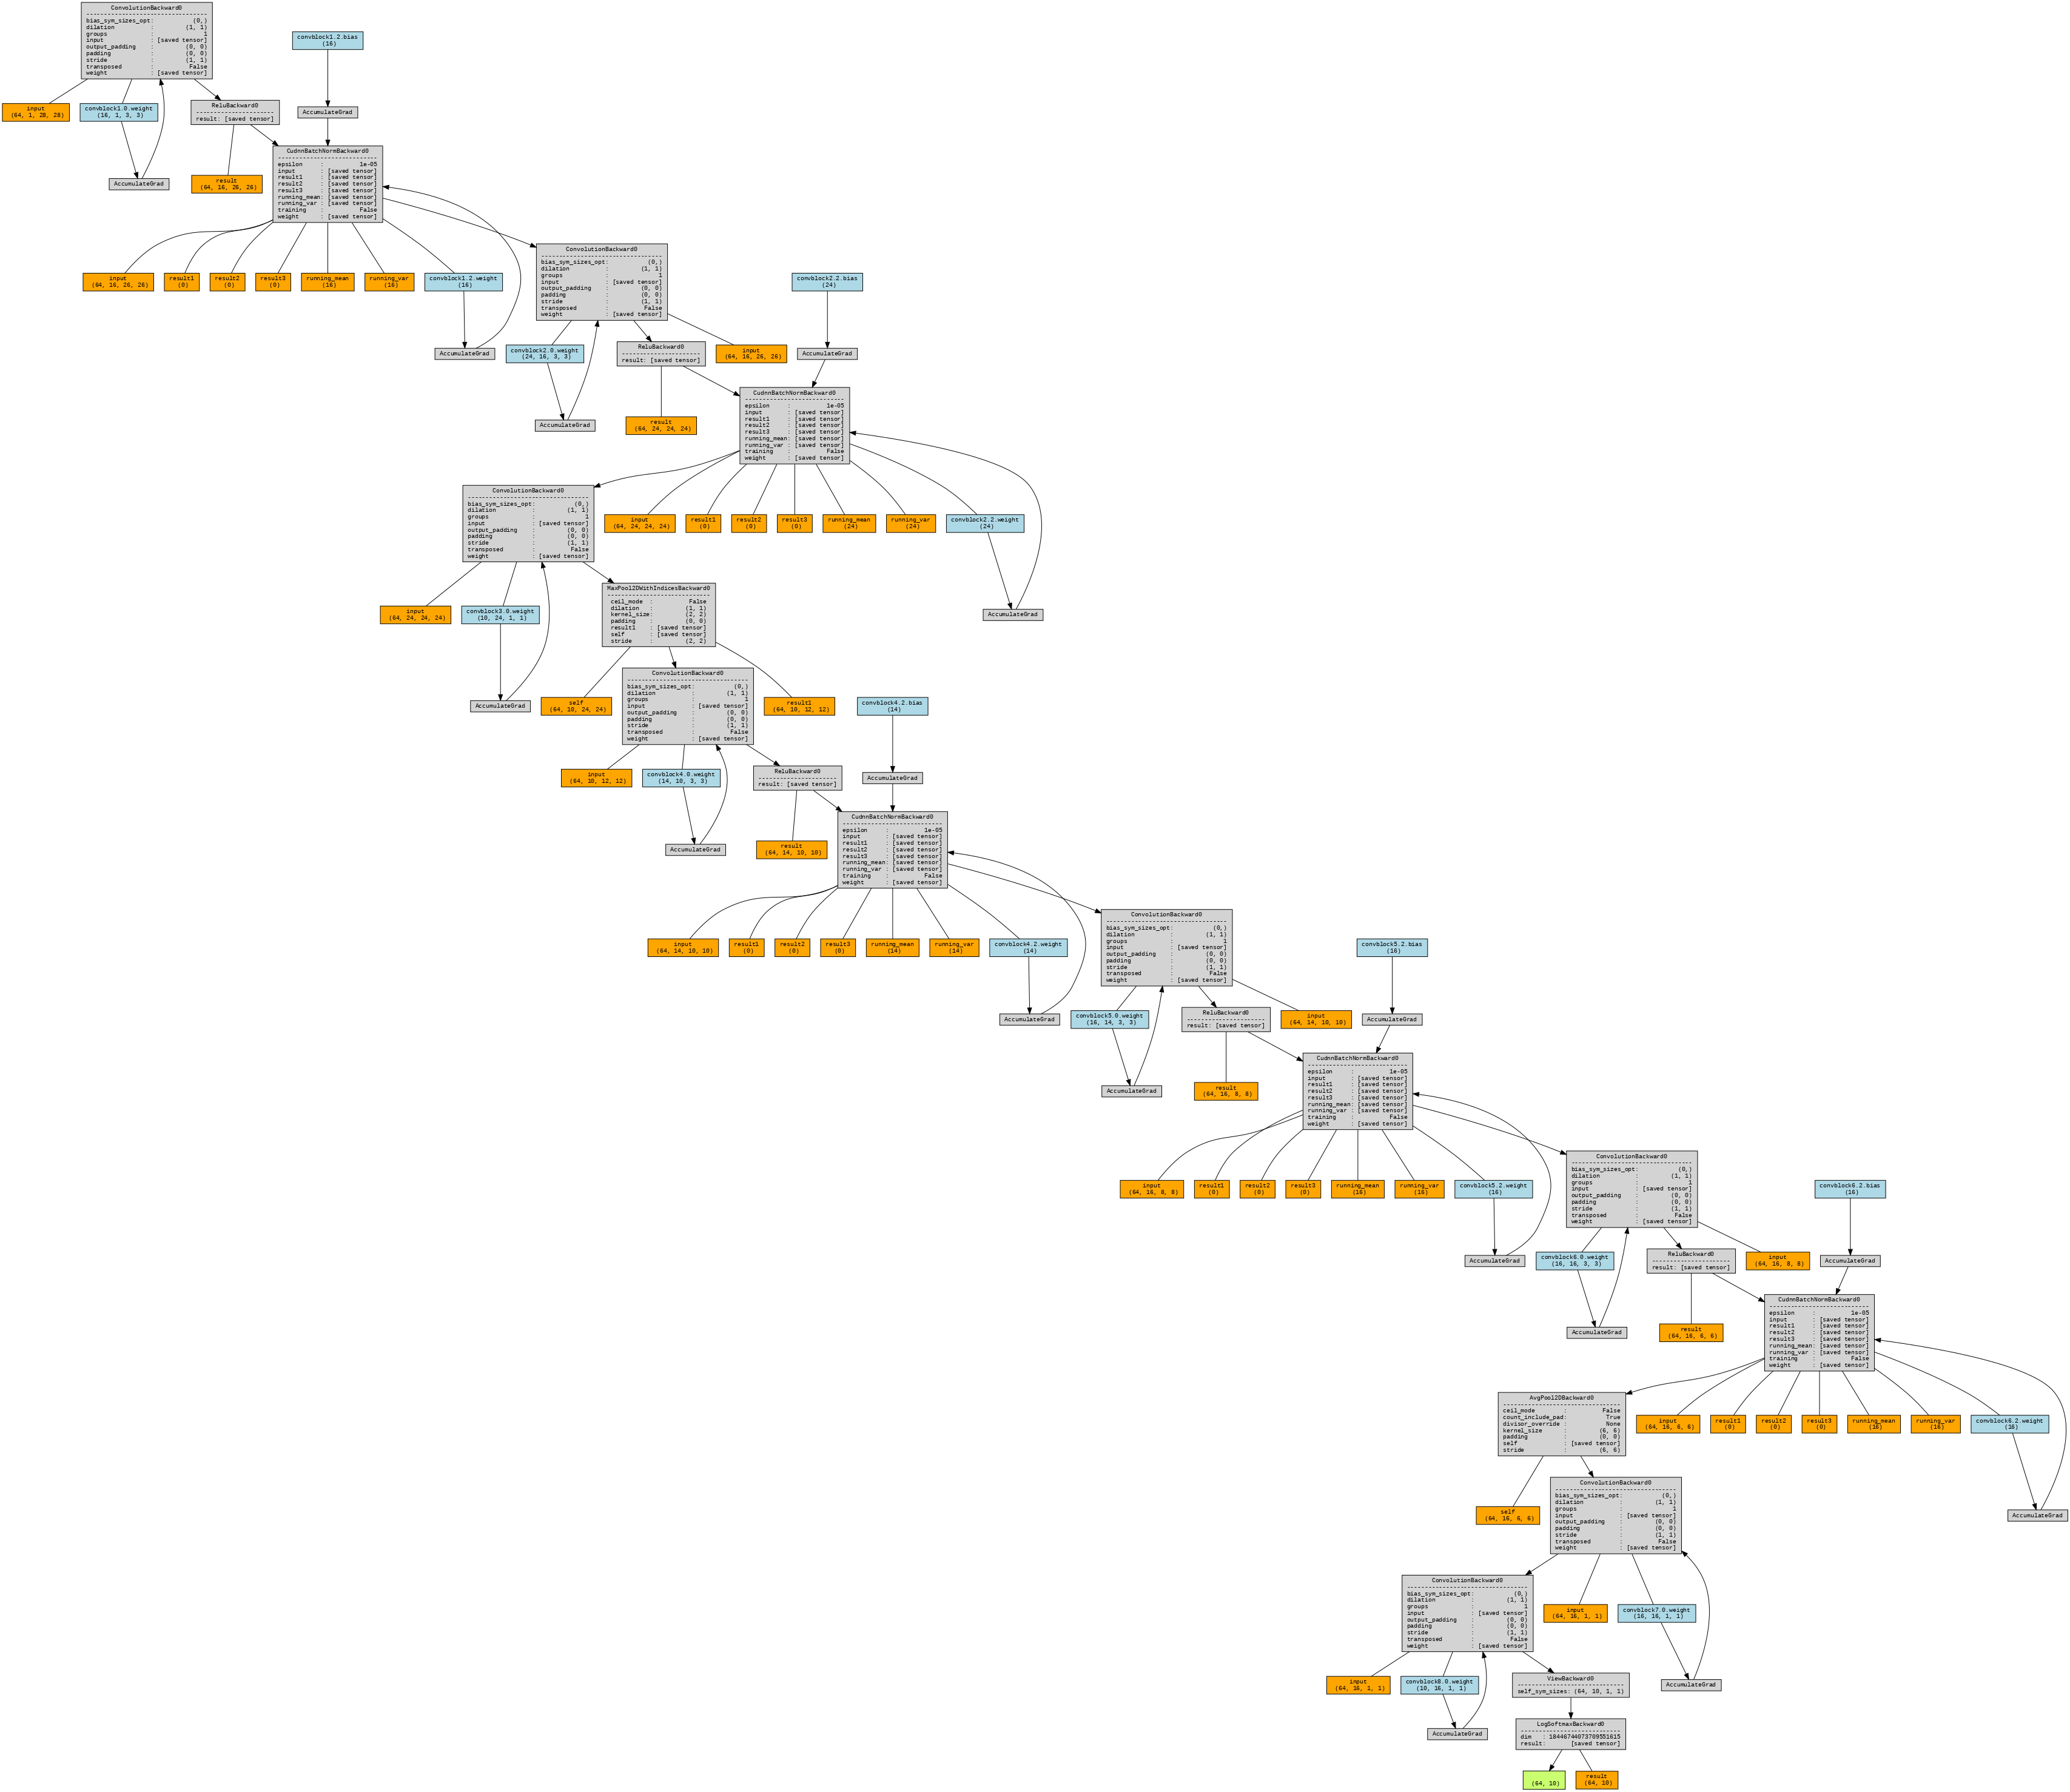 ConvolutionBackward0
----------------------------------
bias_sym_sizes_opt: (0,)
dilation : (1, 1)
groups : 1
input : [saved tensor]
output_padding : (0, 0)
padding : (0, 0)
stride : (1, 1)
transposed : False
weight : [saved tensor]
convblock1.2.bias
(16)
input
(64, 1, 28, 28)
convblock1.0.weight
(16, 1, 3, 3)
ReluBackward0
----------------------
result: [saved tensor]
AccumulateGrad
AccumulateGrad
result
(64, 16, 26, 26)
CudnnBatchNormBackward0
----------------------------
epsilon : 1e-05
input : [saved tensor]
result1 : [saved tensor]
result2 : [saved tensor]
result3 : [saved tensor]
running_mean: [saved tensor]
running_var : [saved tensor]
training : False
weight : [saved tensor]
input
(64, 16, 26, 26)
result1
(0)
result2
(0)
result3
(0)
running_mean
(16)
running_var
(16)
convblock1.2.weight
(16)
AccumulateGrad
ConvolutionBackward0
----------------------------------
bias_sym_sizes_opt: (0,)
dilation : (1, 1)
groups : 1
input : [saved tensor]
output_padding : (0, 0)
padding : (0, 0)
stride : (1, 1)
transposed : False
weight : [saved tensor]
convblock2.2.bias
(24)
convblock2.0.weight
(24, 16, 3, 3)
ReluBackward0
----------------------
result: [saved tensor]
input
(64, 16, 26, 26)
AccumulateGrad
AccumulateGrad
result
(64, 24, 24, 24)
CudnnBatchNormBackward0
----------------------------
epsilon : 1e-05
input : [saved tensor]
result1 : [saved tensor]
result2 : [saved tensor]
result3 : [saved tensor]
running_mean: [saved tensor]
running_var : [saved tensor]
training : False
weight : [saved tensor]
ConvolutionBackward0
----------------------------------
bias_sym_sizes_opt: (0,)
dilation : (1, 1)
groups : 1
input : [saved tensor]
output_padding : (0, 0)
padding : (0, 0)
stride : (1, 1)
transposed : False
weight : [saved tensor]
input
(64, 24, 24, 24)
result1
(0)
result2
(0)
result3
(0)
running_mean
(24)
running_var
(24)
convblock2.2.weight
(24)
AccumulateGrad
input
(64, 24, 24, 24)
convblock3.0.weight
(10, 24, 1, 1)
AccumulateGrad
MaxPool2DWithIndicesBackward0
-----------------------------
ceil_mode : False
dilation : (1, 1)
kernel_size: (2, 2)
padding : (0, 0)
result1 : [saved tensor]
self : [saved tensor]
stride : (2, 2)
self
(64, 10, 24, 24)
ConvolutionBackward0
----------------------------------
bias_sym_sizes_opt: (0,)
dilation : (1, 1)
groups : 1
input : [saved tensor]
output_padding : (0, 0)
padding : (0, 0)
stride : (1, 1)
transposed : False
weight : [saved tensor]
result1
(64, 10, 12, 12)
convblock4.2.bias
(14)
input
(64, 10, 12, 12)
convblock4.0.weight
(14, 10, 3, 3)
ReluBackward0
----------------------
result: [saved tensor]
AccumulateGrad
AccumulateGrad
result
(64, 14, 10, 10)
CudnnBatchNormBackward0
----------------------------
epsilon : 1e-05
input : [saved tensor]
result1 : [saved tensor]
result2 : [saved tensor]
result3 : [saved tensor]
running_mean: [saved tensor]
running_var : [saved tensor]
training : False
weight : [saved tensor]
input
(64, 14, 10, 10)
result1
(0)
result2
(0)
result3
(0)
running_mean
(14)
running_var
(14)
convblock4.2.weight
(14)
AccumulateGrad
ConvolutionBackward0
----------------------------------
bias_sym_sizes_opt: (0,)
dilation : (1, 1)
groups : 1
input : [saved tensor]
output_padding : (0, 0)
padding : (0, 0)
stride : (1, 1)
transposed : False
weight : [saved tensor]
convblock5.2.bias
(16)
convblock5.0.weight
(16, 14, 3, 3)
ReluBackward0
----------------------
result: [saved tensor]
input
(64, 14, 10, 10)
AccumulateGrad
AccumulateGrad
result
(64, 16, 8, 8)
CudnnBatchNormBackward0
----------------------------
epsilon : 1e-05
input : [saved tensor]
result1 : [saved tensor]
result2 : [saved tensor]
result3 : [saved tensor]
running_mean: [saved tensor]
running_var : [saved tensor]
training : False
weight : [saved tensor]
input
(64, 16, 8, 8)
result1
(0)
result2
(0)
result3
(0)
running_mean
(16)
running_var
(16)
convblock5.2.weight
(16)
AccumulateGrad
ConvolutionBackward0
----------------------------------
bias_sym_sizes_opt: (0,)
dilation : (1, 1)
groups : 1
input : [saved tensor]
output_padding : (0, 0)
padding : (0, 0)
stride : (1, 1)
transposed : False
weight : [saved tensor]
convblock6.2.bias
(16)
convblock6.0.weight
(16, 16, 3, 3)
ReluBackward0
----------------------
result: [saved tensor]
input
(64, 16, 8, 8)
AccumulateGrad
AccumulateGrad
result
(64, 16, 6, 6)
CudnnBatchNormBackward0
----------------------------
epsilon : 1e-05
input : [saved tensor]
result1 : [saved tensor]
result2 : [saved tensor]
result3 : [saved tensor]
running_mean: [saved tensor]
running_var : [saved tensor]
training : False
weight : [saved tensor]
AvgPool2DBackward0
---------------------------------
ceil_mode : False
count_include_pad: True
divisor_override : None
kernel_size : (6, 6)
padding : (0, 0)
self : [saved tensor]
stride : (6, 6)
input
(64, 16, 6, 6)
result1
(0)
result2
(0)
result3
(0)
running_mean
(16)
running_var
(16)
convblock6.2.weight
(16)
AccumulateGrad
self
(64, 16, 6, 6)
ConvolutionBackward0
----------------------------------
bias_sym_sizes_opt: (0,)
dilation : (1, 1)
groups : 1
input : [saved tensor]
output_padding : (0, 0)
padding : (0, 0)
stride : (1, 1)
transposed : False
weight : [saved tensor]
ConvolutionBackward0
----------------------------------
bias_sym_sizes_opt: (0,)
dilation : (1, 1)
groups : 1
input : [saved tensor]
output_padding : (0, 0)
padding : (0, 0)
stride : (1, 1)
transposed : False
weight : [saved tensor]
input
(64, 16, 1, 1)
convblock7.0.weight
(16, 16, 1, 1)
AccumulateGrad
input
(64, 16, 1, 1)
convblock8.0.weight
(10, 16, 1, 1)
ViewBackward0
------------------------------
self_sym_sizes: (64, 10, 1, 1)
AccumulateGrad
LogSoftmaxBackward0
----------------------------
dim : 18446744073709551615
result: [saved tensor]
(64, 10)
result
(64, 10)